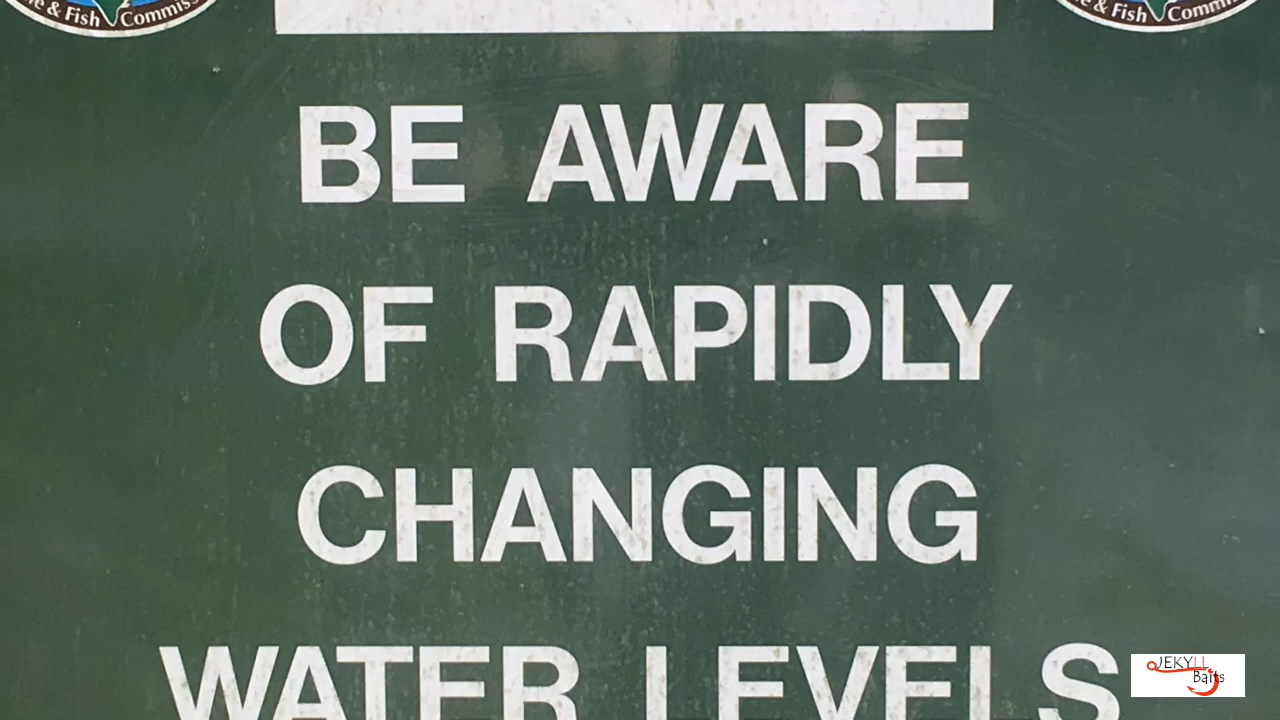 & Fish Commiss
& Fish Commis
BE AWARE
OF RAPIDLY
CHANGING
WATER LEVELS
JEKYLL
Baits